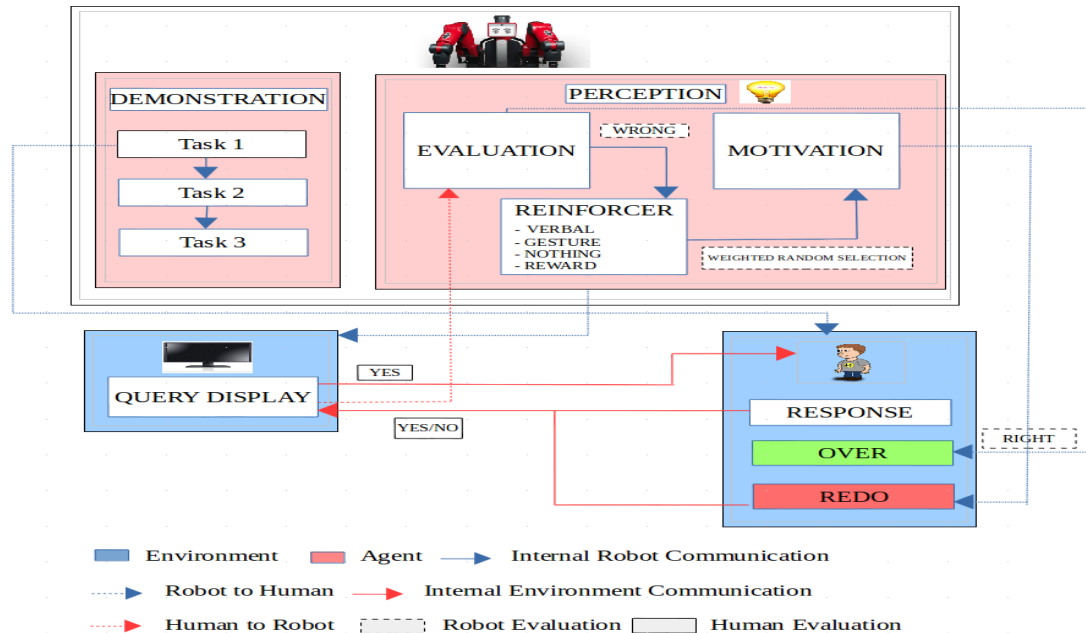 DEMONSTRATION
Task 1
Task 2
Task 3
PERCEPTION
EVALUATION
WRONG
MOTIVATION
REINFORCER
- VERBAL
- GESTURE
- NOTHING
- REWARD
WEIGHTED RANDOM SELECTION
QUERY DISPLAY
YES
YES/NO
RESPONSE
OVER
REDO
RIGHT
Environment
Agent
Internal Robot Communication
Robot to Human
Internal Environment Communication
Human to Robot
Robot Evaluation
Human Evaluation